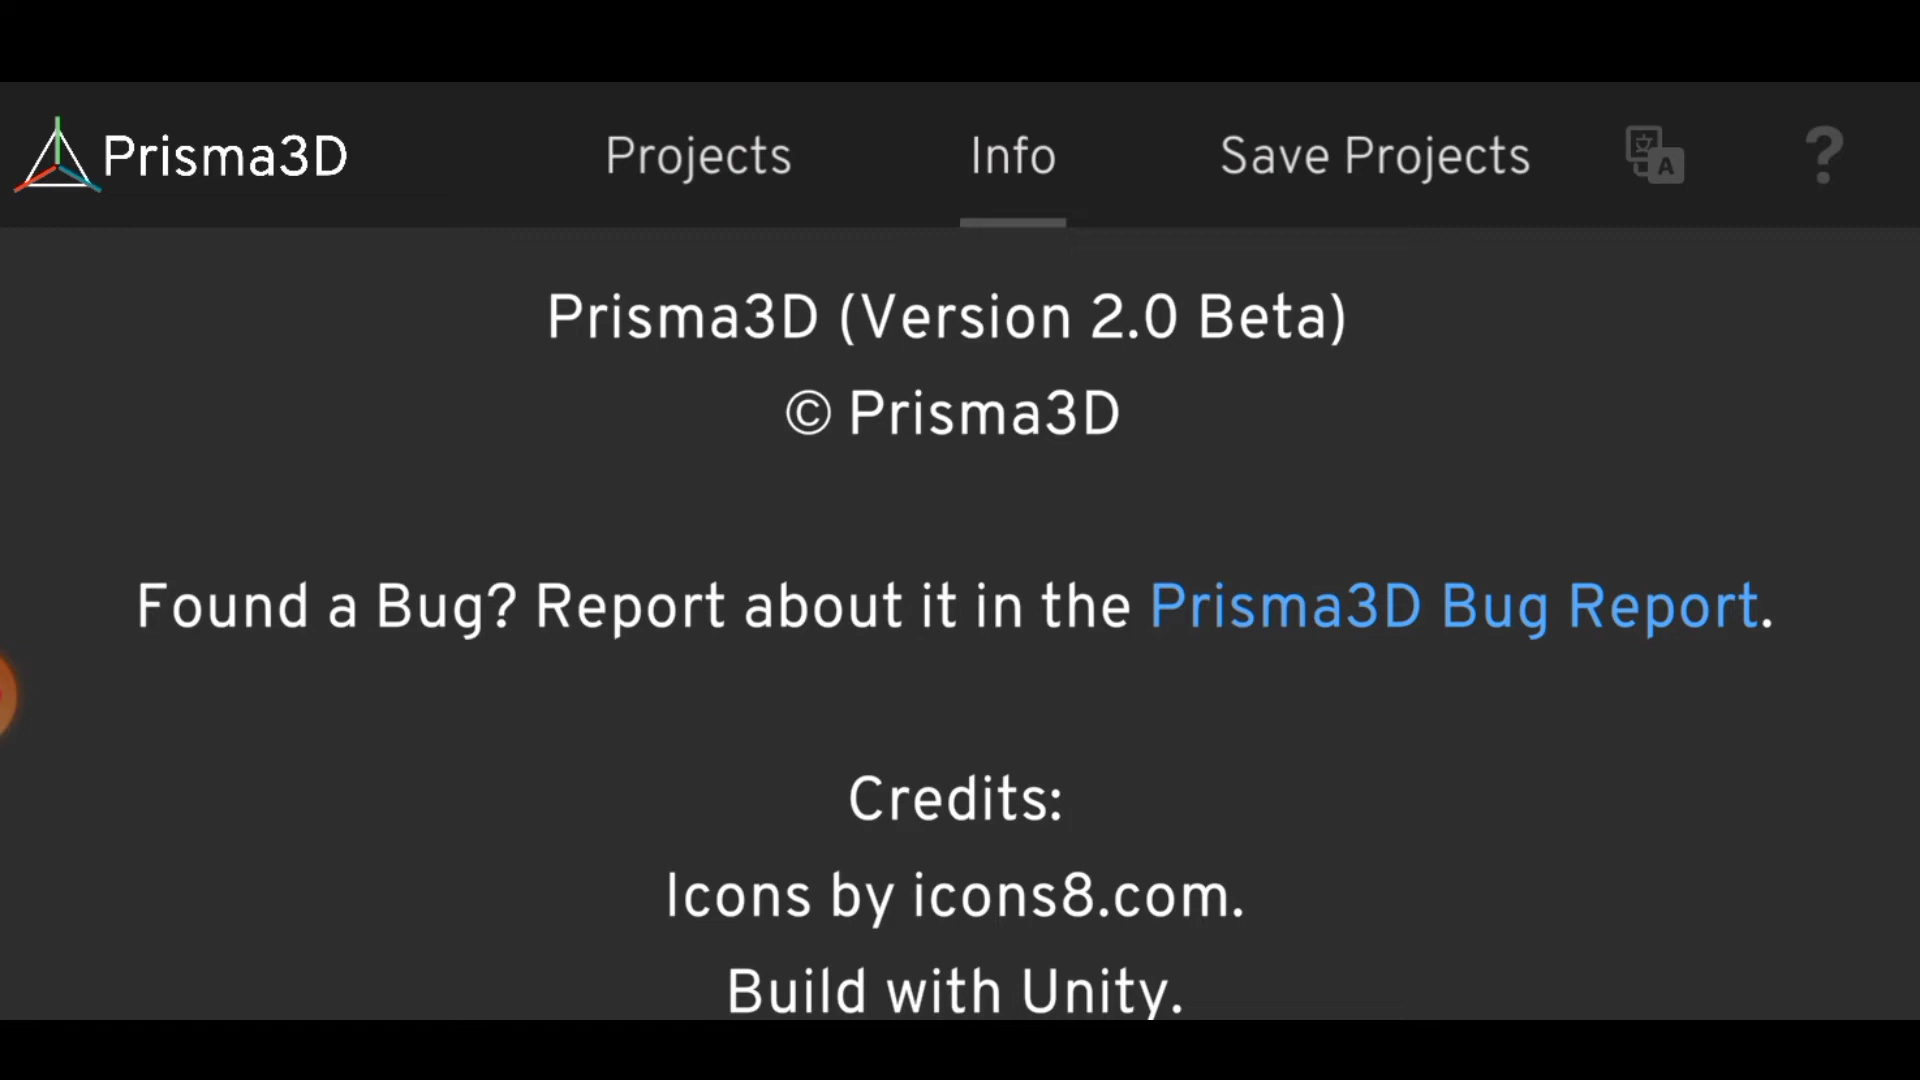 Prisma3D Projects Info Save Projects 文 A ?
Prisma3D (Version 2.0 Beta)
© Prisma3D
Found a Bug? Report about it in the Prisma3D Bug Report.
Credits:
Icons by icons8.com.
Build with Unity.